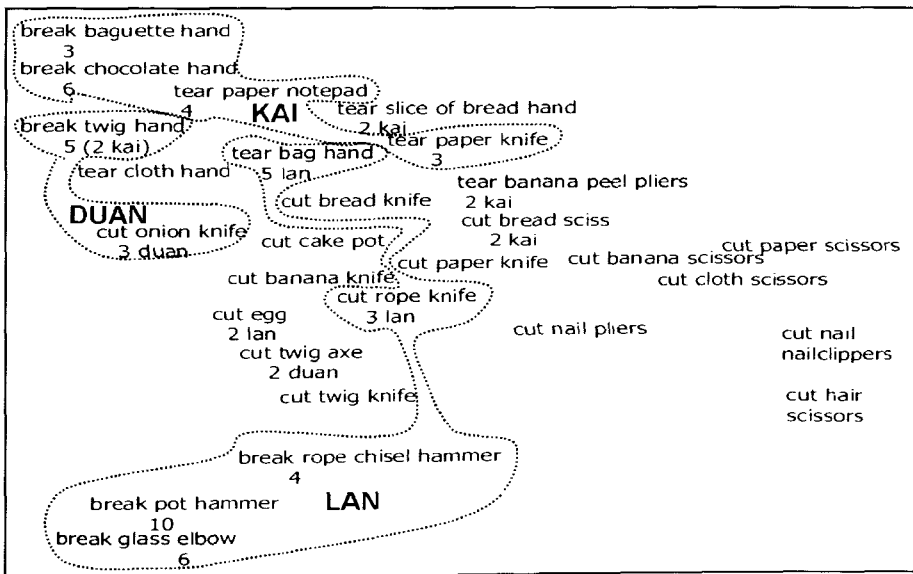 break baguette hand
3
break chocolate hand
6
tear paper notepad
4
KAI
tear slice of bread hand
2 kai
break twig hand
5 (2 kai)
tear paper knife
3
tear bag hand
5 lan
tear cloth hand
tear banana peel pliers
2 kai
cut bread knife
DUAN
cut onion knife
3 duan
cut bread sciss
2 kai
cut cake pot
cut paper scissors
cut paper knife
cut banana scissors
cut cloth scissors
cut banana knife
cut rope knife
3 lan
cut egg
2 lan
cut nail pliers
cut nail
nailclippers
cut twig axe
2 duan
cut twig knife
cut hair
scissors
break rope chisel hammer
4
LAN
break pot hammer
10
break glass elbow
6